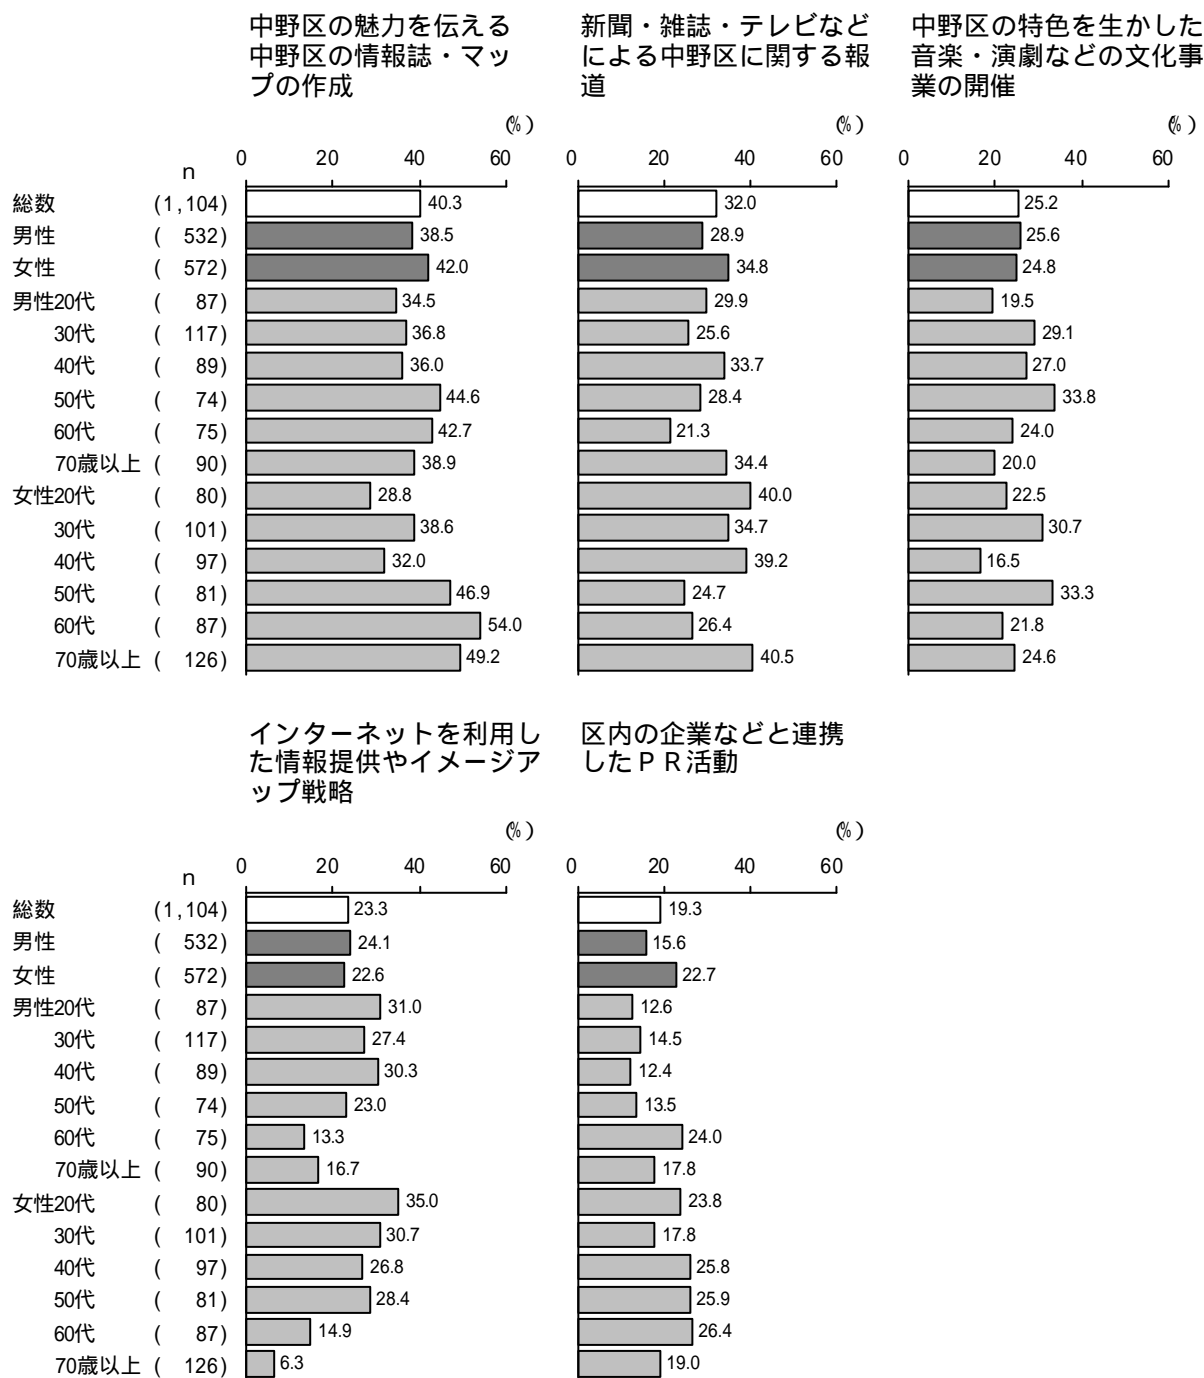 中野区の魅力を伝える
中野区の情報誌・マッ
プの作成
新聞・雑誌・テレビなど
による中野区に関する報
道
中野区の特色を生かした
音楽・演劇などの文化事
業の開催
(%) (%) (%)
n 0 20 40 60 0 20 40 60 0 20 40 60
総数 (1,104) 40.3 32.0 25.2
男性 ( 532) 38.5 28.9 25.6
女性 ( 572) 42.0 34.8 24.8
男性20代 ( 87) 34.5 29.9 19.5
30代 ( 117) 36.8 25.6 29.1
40代 ( 89) 36.0 33.7 27.0
50代 ( 74) 44.6 28.4 33.8
60代 ( 75) 42.7 21.3 24.0
70歳以上 ( 90) 38.9 34.4 20.0
女性20代 ( 80) 28.8 40.0 22.5
30代 ( 101) 38.6 34.7 30.7
40代 ( 97) 32.0 39.2 16.5
50代 ( 81) 46.9 24.7 33.3
60代 ( 87) 54.0 26.4 21.8
70歳以上 ( 126) 49.2 40.5 24.6
インターネットを利用し
た情報提供やイメージア
ップ戦略
区内の企業などと連携
したＰＲ活動
(%) (%)
n 0 20 40 60 0 20 40 60
総数 (1,104) 23.3 19.3
男性 ( 532) 24.1 15.6
女性 ( 572) 22.6 22.7
男性20代 ( 87) 31.0 12.6
30代 ( 117) 27.4 14.5
40代 ( 89) 30.3 12.4
50代 ( 74) 23.0 13.5
60代 ( 75) 13.3 24.0
70歳以上 ( 90) 16.7 17.8
女性20代 ( 80) 35.0 23.8
30代 ( 101) 30.7 17.8
40代 ( 97) 26.8 25.8
50代 ( 81) 28.4 25.9
60代 ( 87) 14.9 26.4
70歳以上 ( 126) 6.3 19.0